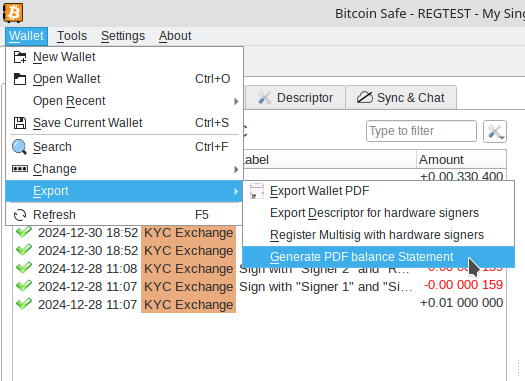 Bitcoin Safe - REGTEST - My Sing
Wallet Tools Settings About
New Wallet
Open Wallet Ctrl+O
Open Recent
Save Current Wallet Ctrl+S
Search Ctrl+F
Change
Export
Refresh F5
Export Wallet PDF
Export Descriptor for hardware signers
Register Multisig with hardware signers
Generate PDF balance Statement
Descriptor Sync & Chat
Type to filter
Label Amount
+0.00 330 400
2024-12-30 18:52 KYC Exchange
2024-12-30 18:52 KYC Exchange
2024-12-28 11:08 KYC Exchange Sign with "Signer 2" and "R... -0.00 000 159
2024-12-28 11:07 KYC Exchange Sign with "Signer 1" and "Si... -0.00 000 159
2024-12-28 11:07 KYC Exchange +0.01 000 000